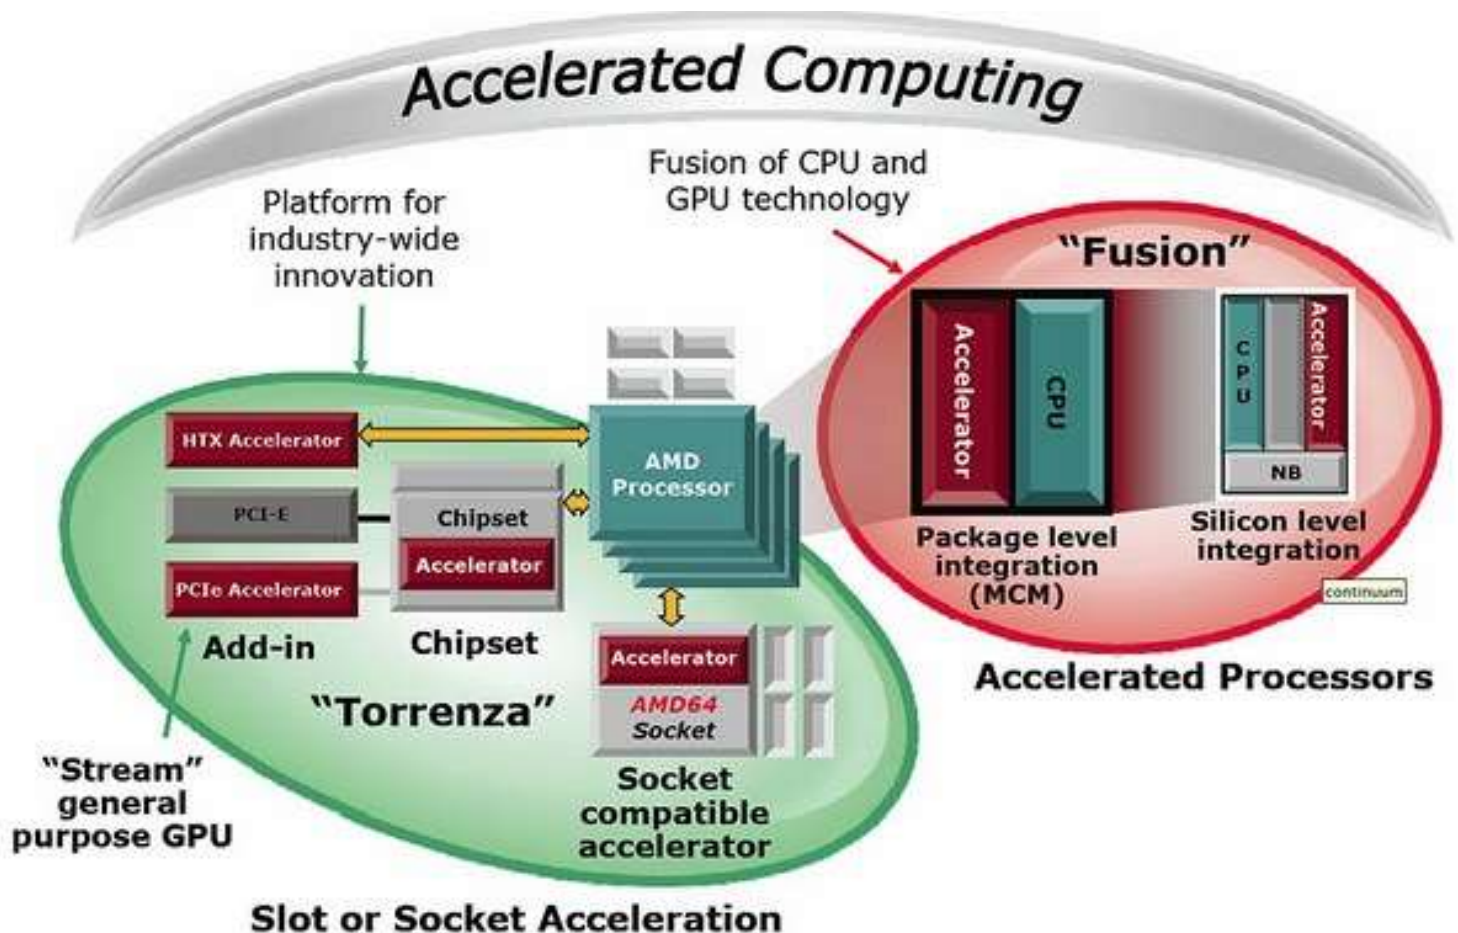 Accelerated Computing
Platform for
industry-wide
innovation
Fusion of CPU and
GPU technology
“Fusion”
Accelerator
CPU
CPU
Accelerator
NB
Package level
integration
(MCM)
Silicon level
integration
continuum
Accelerated Processors
HTX Accelerator
PCI-E
PCIe Accelerator
Add-in
Chipset
Accelerator
Chipset
AMD
Processor
“Torrenza”
Accelerator
AMD64
Socket
Socket
compatible
accelerator
“Stream”
general
purpose GPU
Slot or Socket Acceleration